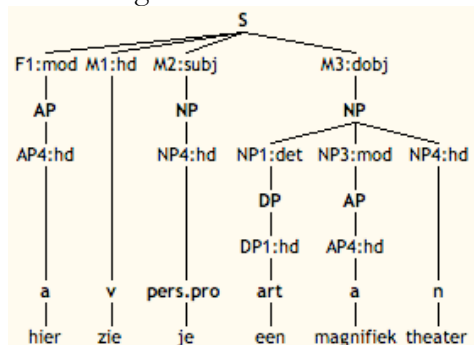 S
F1:mod M1:hd M2:subj M3:dobj
AP NP NP
AP4:hd NP4:hd NP1:det NP3:mod NP4:hd
DP AP
DP1:hd AP4:hd
a v pers.pro art a n
hier zie je een magnifiek theater